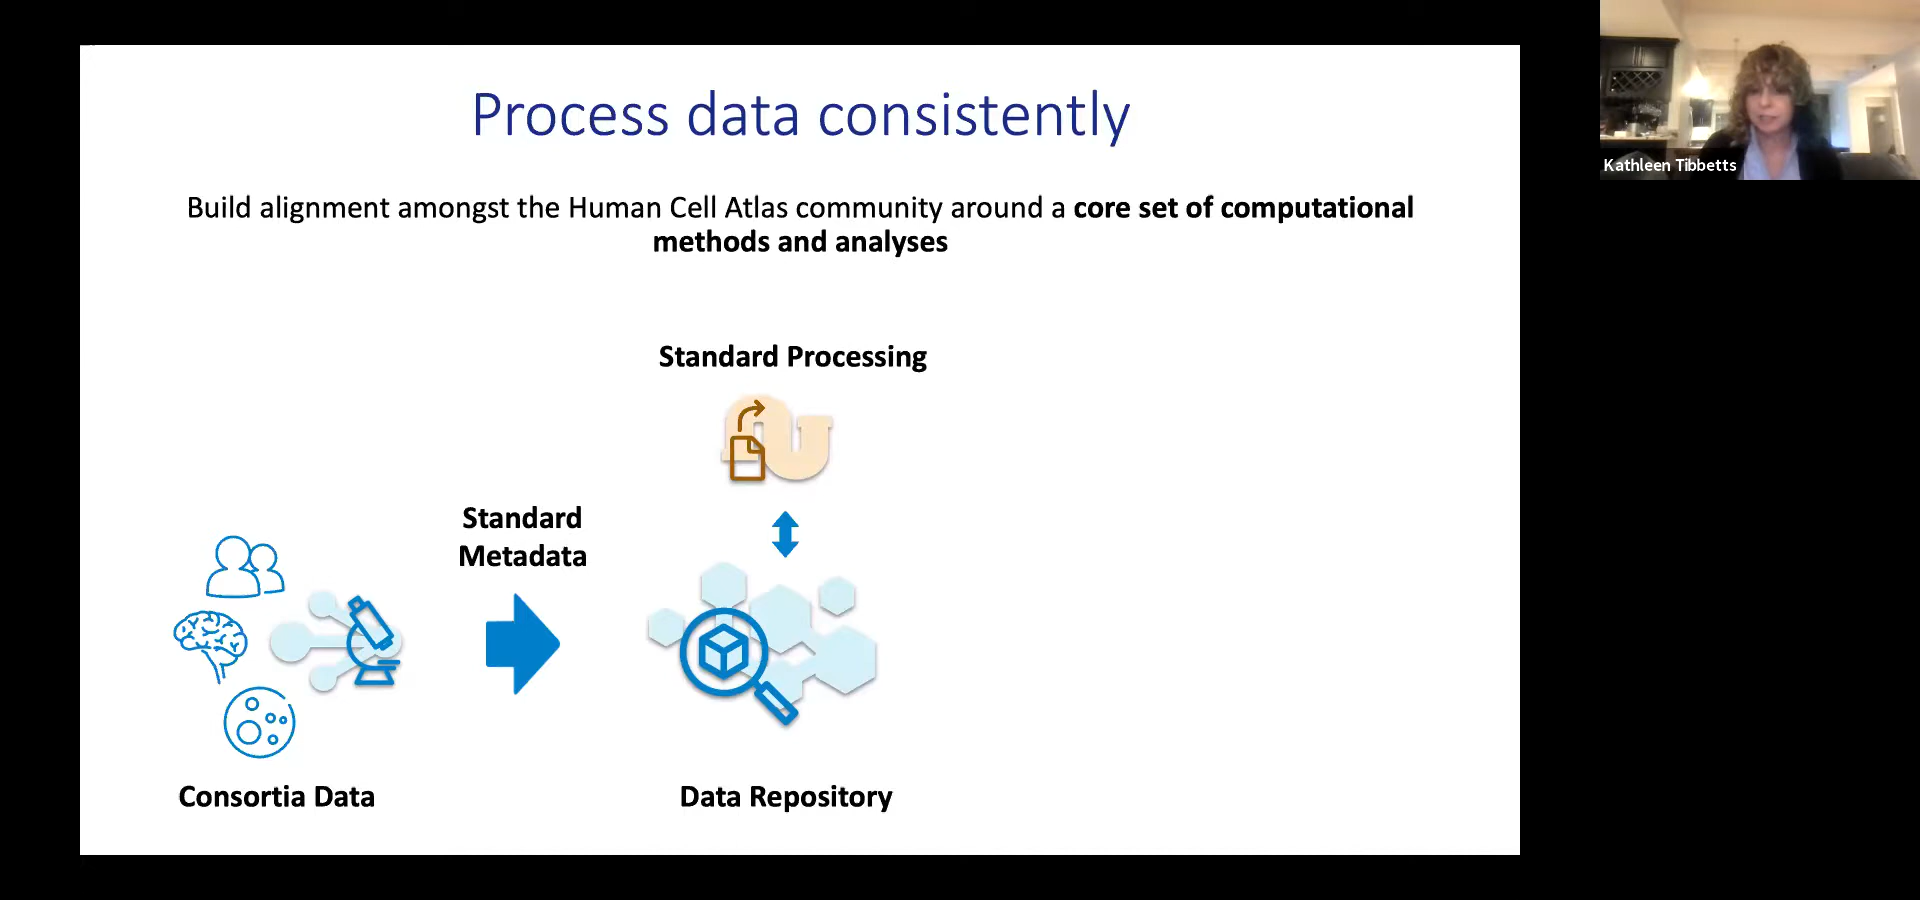 Process data consistently
Build alignment amongst the Human Cell Atlas community around a core set of computational
methods and analyses
Standard Processing
Standard
Metadata
Consortia Data
Data Repository
Kathleen Tibbetts